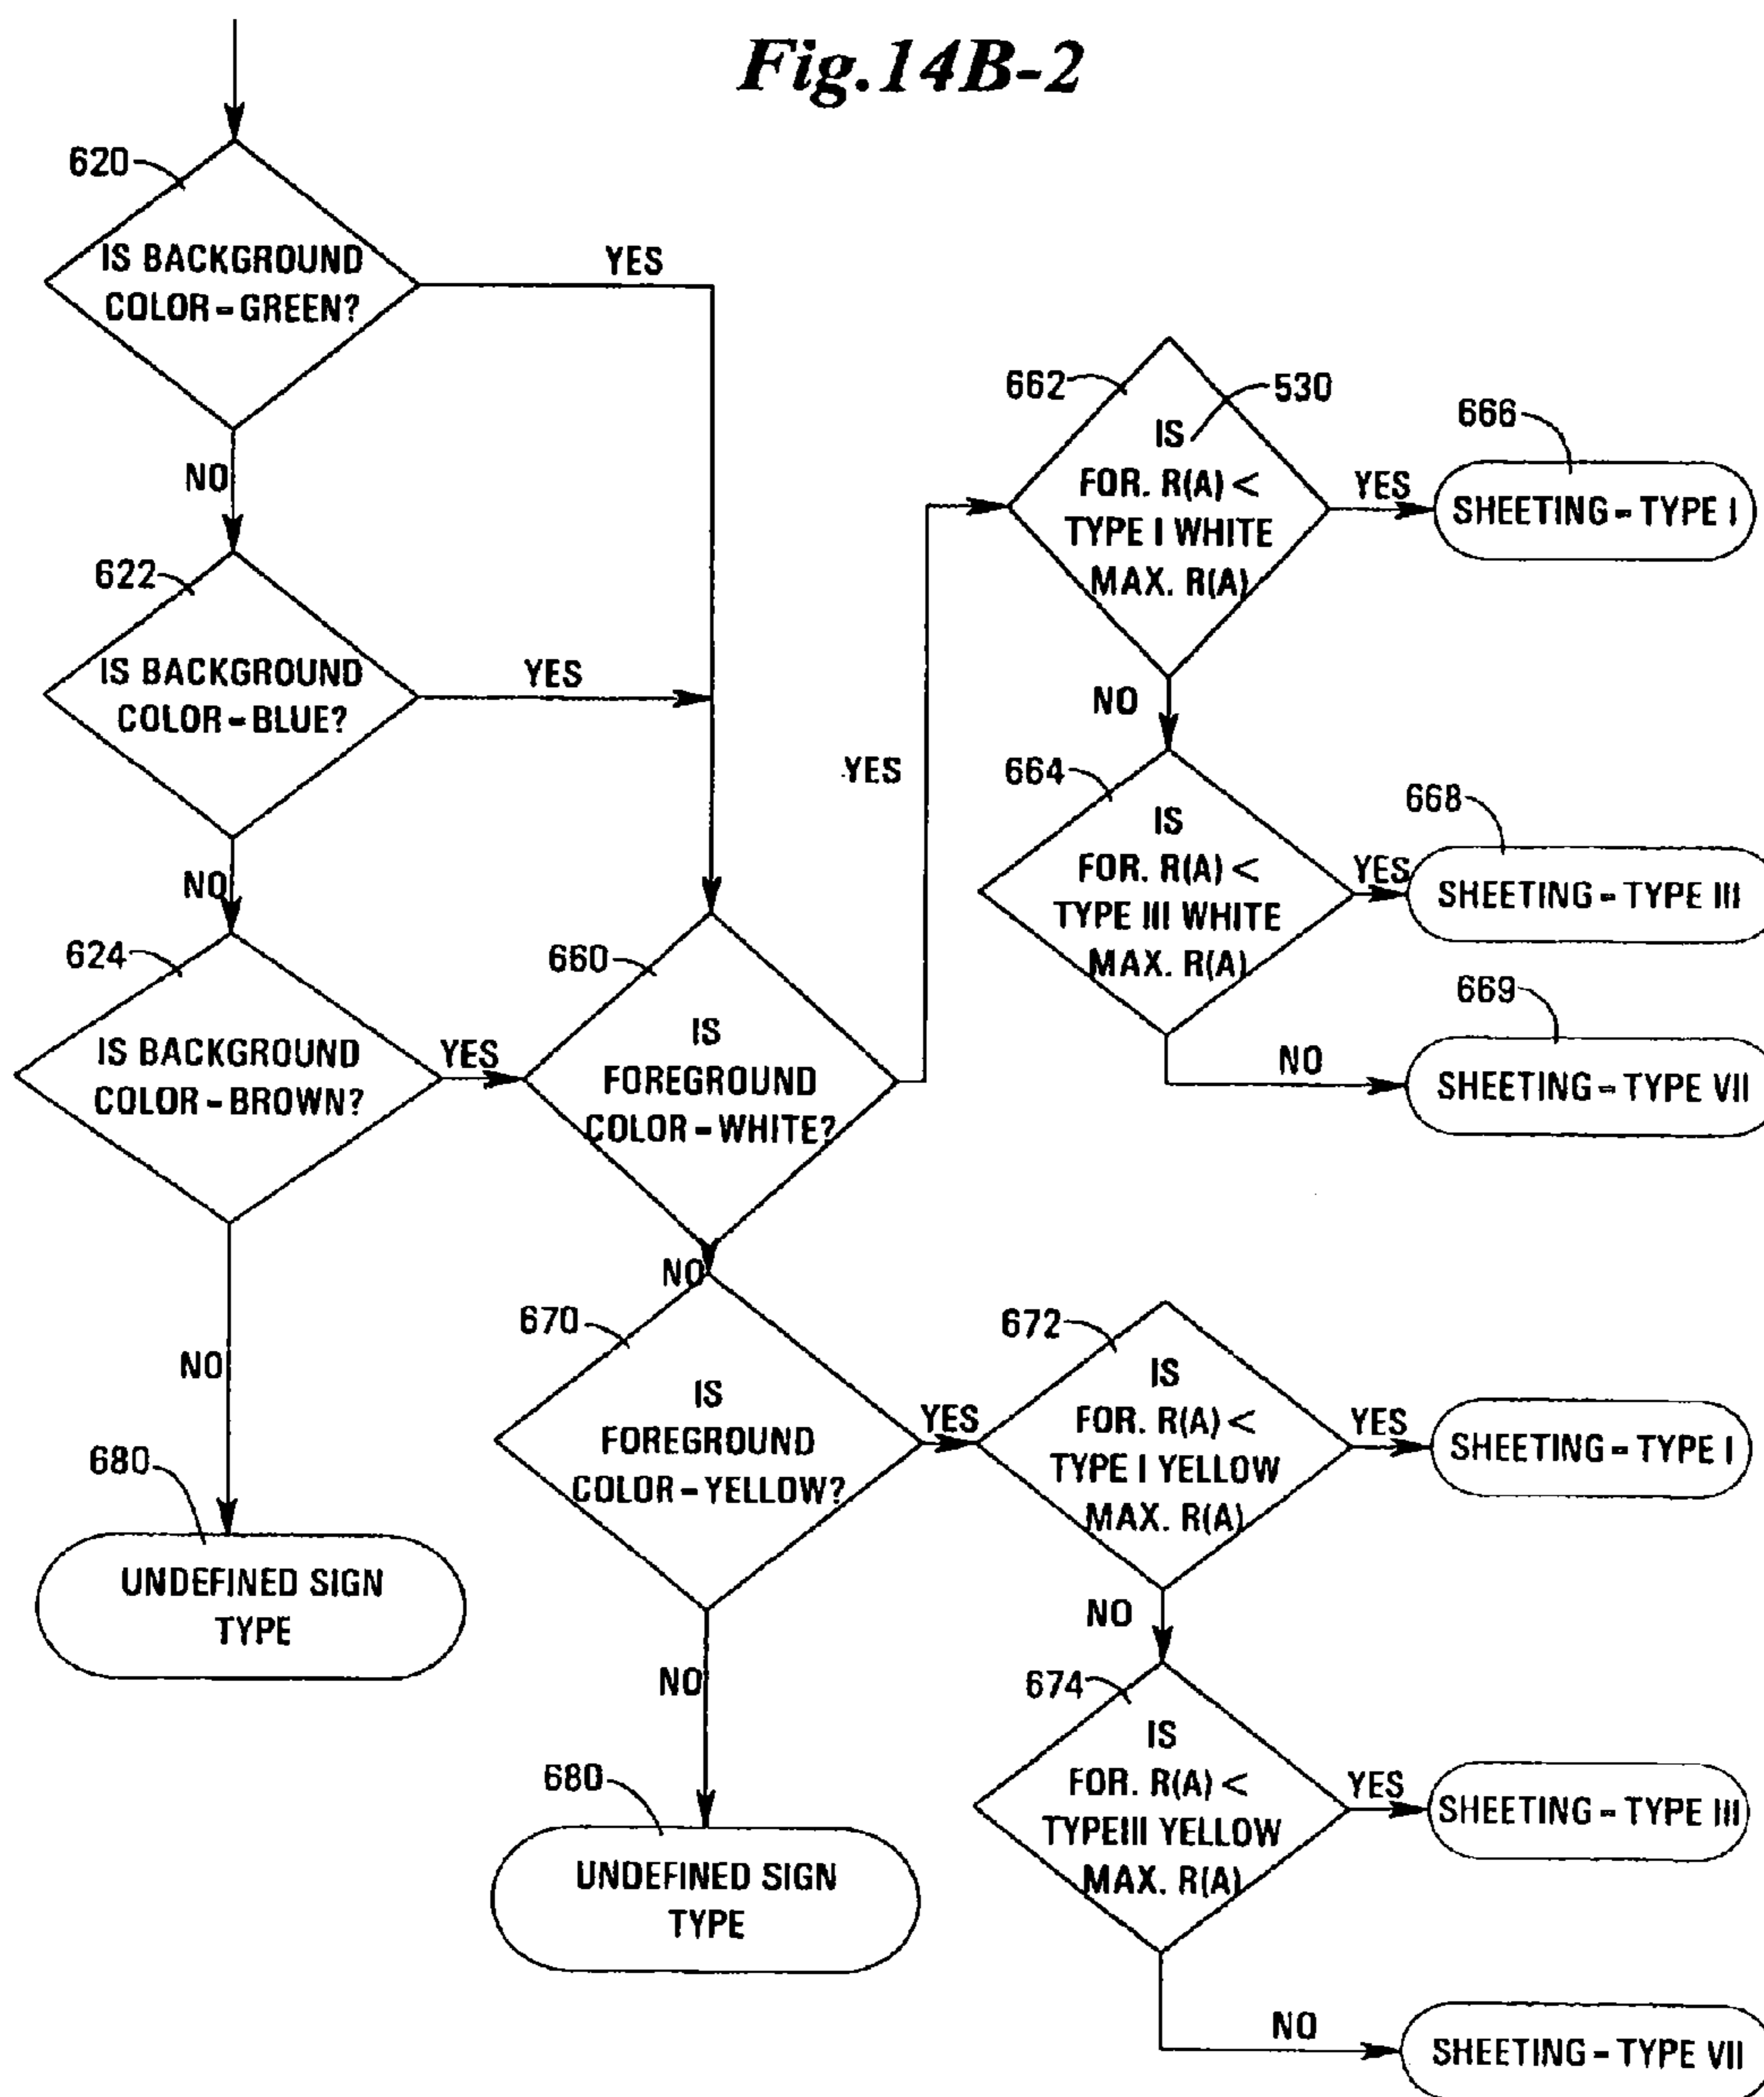 Fig.14B-2
620
IS BACKGROUND
COLOR=GREEN?
YES
NO
622
IS BACKGROUND
COLOR=BLUE?
YES
NO
624
IS BACKGROUND
COLOR=BROWN?
YES
NO
680
UNDEFINED SIGN
TYPE
660
IS
FOREGROUND
COLOR=WHITE?
YES
NO
662
530
IS
FOR. R(A) <
TYPE I WHITE
MAX. R(A)
YES
666
SHEETING=TYPE I
NO
664
IS
FOR. R(A) <
TYPE III WHITE
MAX. R(A)
YES
668
SHEETING=TYPE III
669
NO
SHEETING=TYPE VII
670
IS
FOREGROUND
COLOR=YELLOW?
YES
NO
680
UNDEFINED SIGN
TYPE
672
IS
FOR. R(A) <
TYPE I YELLOW
MAX. R(A)
YES
SHEETING=TYPE I
NO
674
IS
FOR. R(A) <
TYPEIII YELLOW
MAX. R(A)
YES
SHEETING=TYPE III
NO
SHEETING=TYPE VII